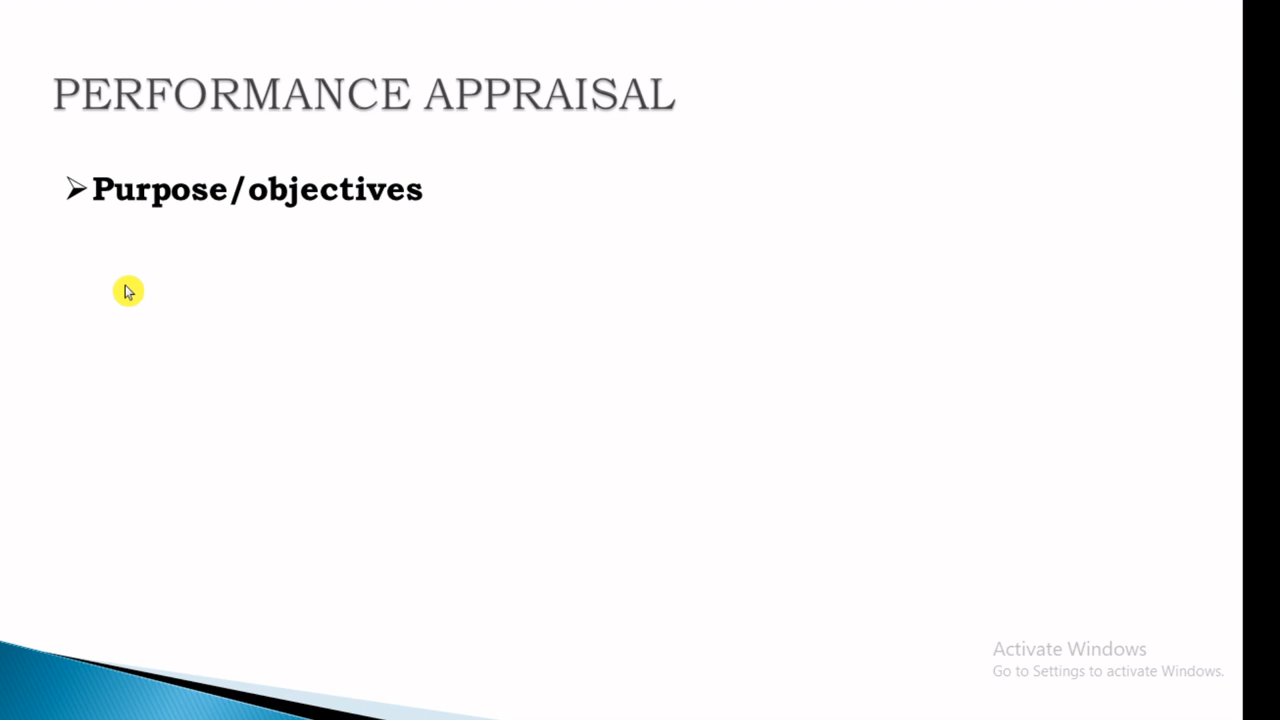 PERFORMANCE APPRAISAL
➢Purpose/objectives
Activate Windows
Go to Settings to activate Windows.